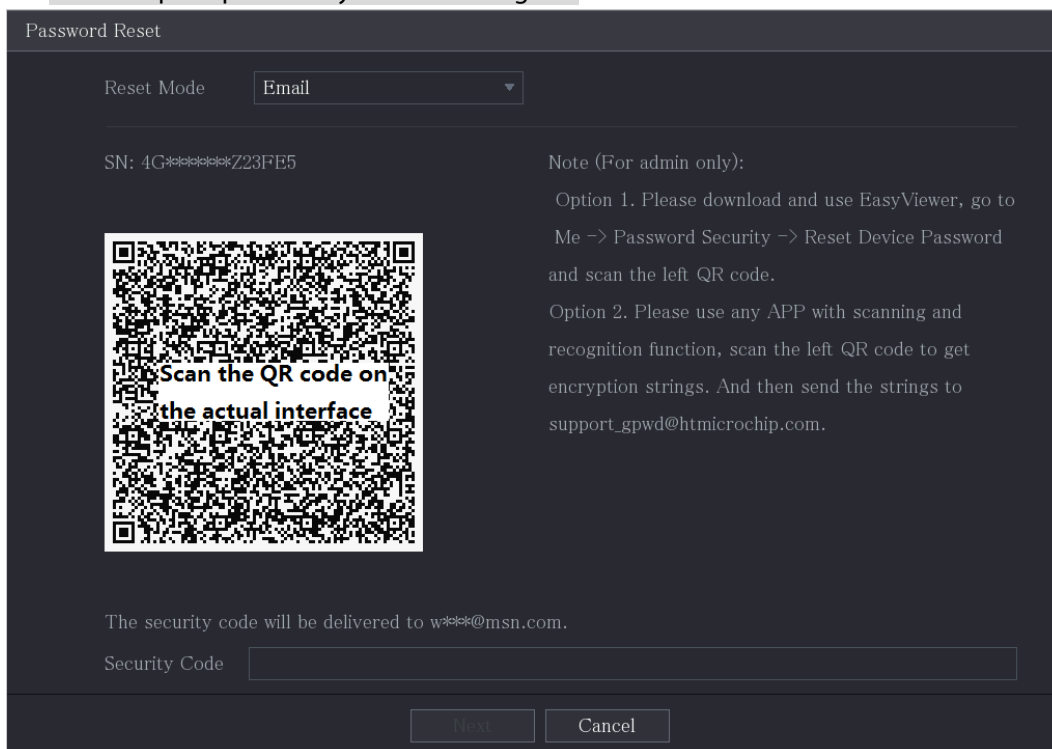 Password Reset
Reset Mode Email
SN: 4G*******Z23FE5
Note (For admin only):
Option 1. Please download and use EasyViewer, go to
Me -> Password Security -> Reset Device Password
and scan the left QR code.
Option 2. Please use any APP with scanning and
recognition function, scan the left QR code to get
encryption strings. And then send the strings to
support_gpwd@htmicrochip.com.
Scan the QR code on
the actual interface
The security code will be delivered to w***@msn.com.
Security Code
Next Cancel